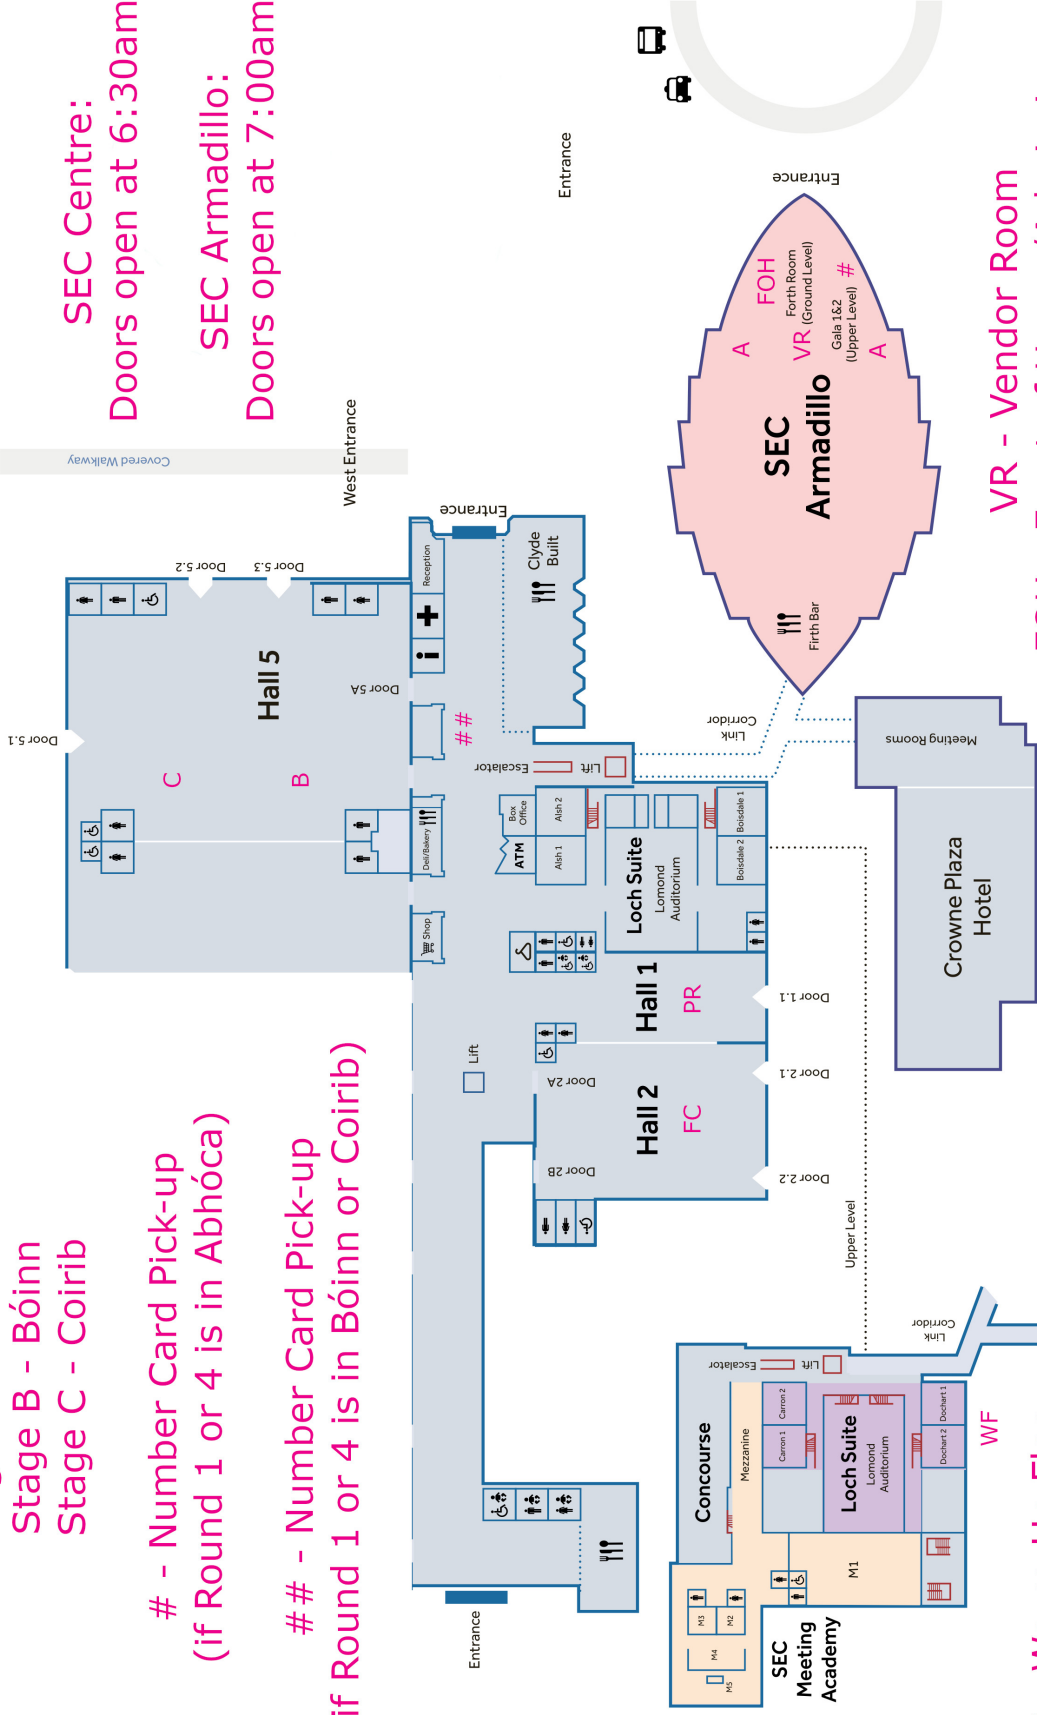 Stage B - Bóinn
Stage C - Coirib
# - Number Card Pick-up
(if Round 1 or 4 is in Abhóca)
## - Number Card Pick-up
if Round 1 or 4 is in Bóinn or Coirib)
SEC Centre:
Doors open at 6:30am
SEC Armadillo:
Doors open at 7:00am
Covered Walkway
West Entrance
Entrance
Door 5.1
Door 5.2
Door 5.3
Door 5A
Hall 5
C
B
Reception
Entrance
Clyde
Built
##
Deli/Bakery
Shop
Escalator
Lift
Box
Office
ATM
Alsh 2
Alsh 1
Loch Suite
Lomond
Auditorium
Boisdale 1
Boisdale 2
Link
Corridor
Lift
Hall 1
PR
Door 1.1
Hall 2
FC
Door 2A
Door 2B
Door 2.1
Door 2.2
Entrance
SEC
Armadillo
Firth Bar
A
FOH
Forth Room
(Ground Level)
VR
Gala 1&2
(Upper Level)
#
A
Entrance
Meeting Rooms
Crowne Plaza
Hotel
Upper Level
Link
Corridor
Escalator
Lift
Concourse
Mezzanine
Carron 2
Carron 1
Loch Suite
Lomond
Auditorium
Dochart 1
Dochart 2
WF
M1
M2
M3
M4
M5
SEC
Meeting
Academy
VR - Vendor Room